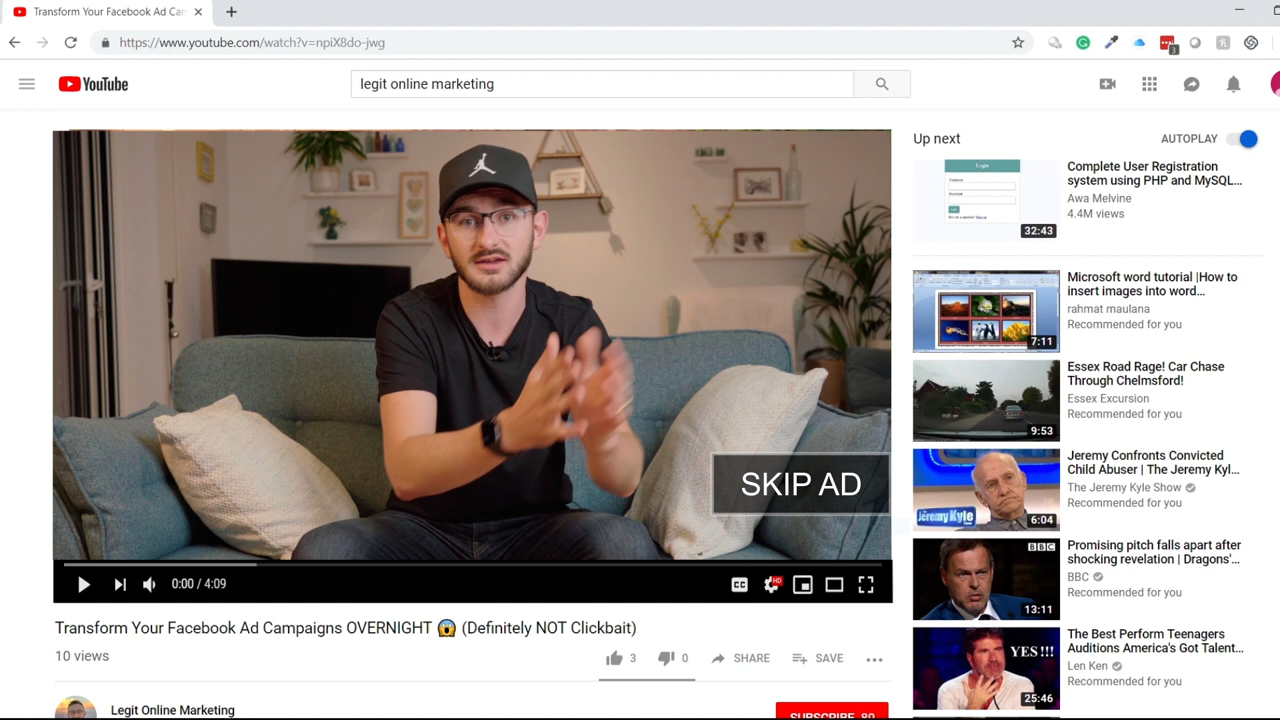 Transform Your Facebook Ad Cam
https://www.youtube.com/watch?v=npiX8do-jwg
3
YouTube
legit online marketing
SKIP AD
0:00 / 4:09
CC
HD
Transform Your Facebook Ad Campaigns OVERNIGHT 😱 (Definitely NOT Clickbait)
10 views
3
0
SHARE
SAVE
Legit Online Marketing
SUBSCRIBE 80
Up next
AUTOPLAY
Login
32:43
Complete User Registration
system using PHP and MySQL...
Awa Melvine
4.4M views
7:11
Microsoft word tutorial |How to
insert images into word...
rahmat maulana
Recommended for you
9:53
Essex Road Rage! Car Chase
Through Chelmsford!
Essex Excursion
Recommended for you
Jeremy Kyle
6:04
Jeremy Confronts Convicted
Child Abuser | The Jeremy Kyl...
The Jeremy Kyle Show
Recommended for you
BBC
13:11
Promising pitch falls apart after
shocking revelation | Dragons'...
BBC
Recommended for you
YES!!!
25:46
The Best Perform Teenagers
Auditions America's Got Talent...
Len Ken
Recommended for you